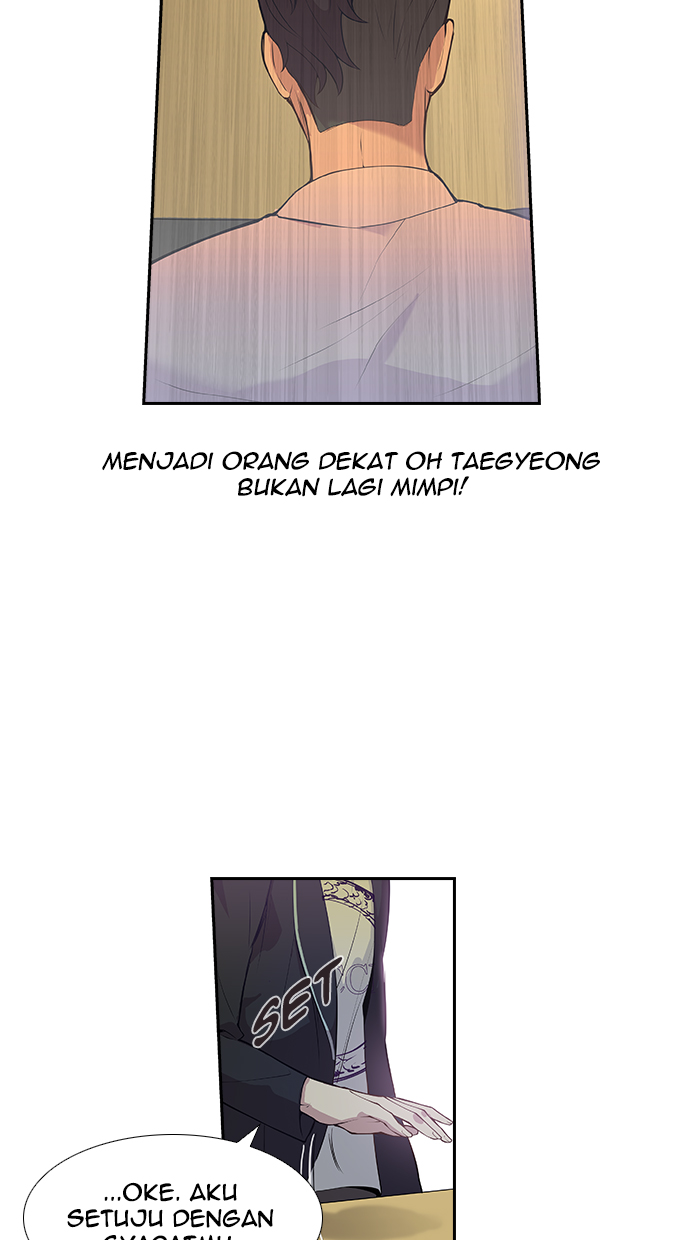 MENJADI ORANG DEKAT OH TAEGYEONG
BUKAN LAGI MIMPI!
SET
...OKE. AKU
SETUJU DENGAN